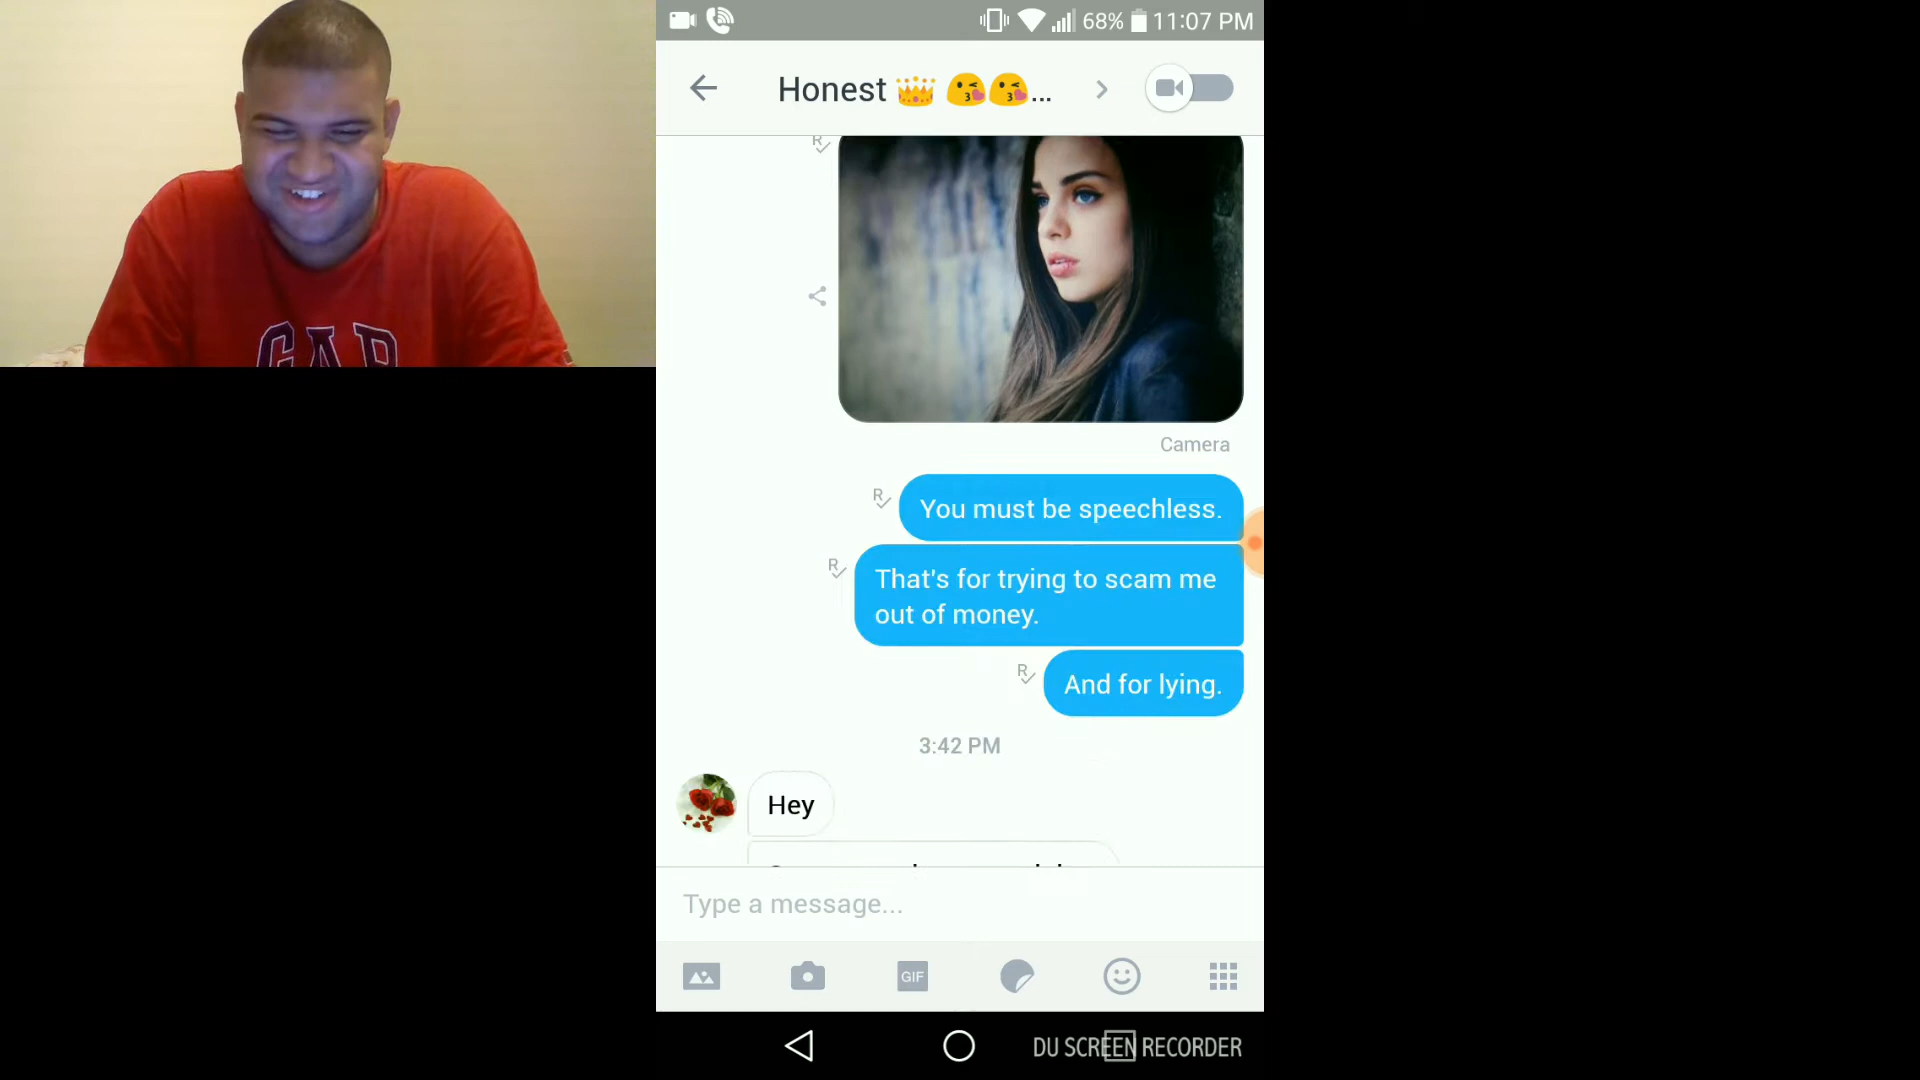 68% 11:07 PM
Honest 👑 😘😘...
GAP
Camera
R
You must be speechless.
R
That's for trying to scam me
out of money.
R
And for lying.
3:42 PM
Hey
Type a message...
GIF
DU SCREEN RECORDER